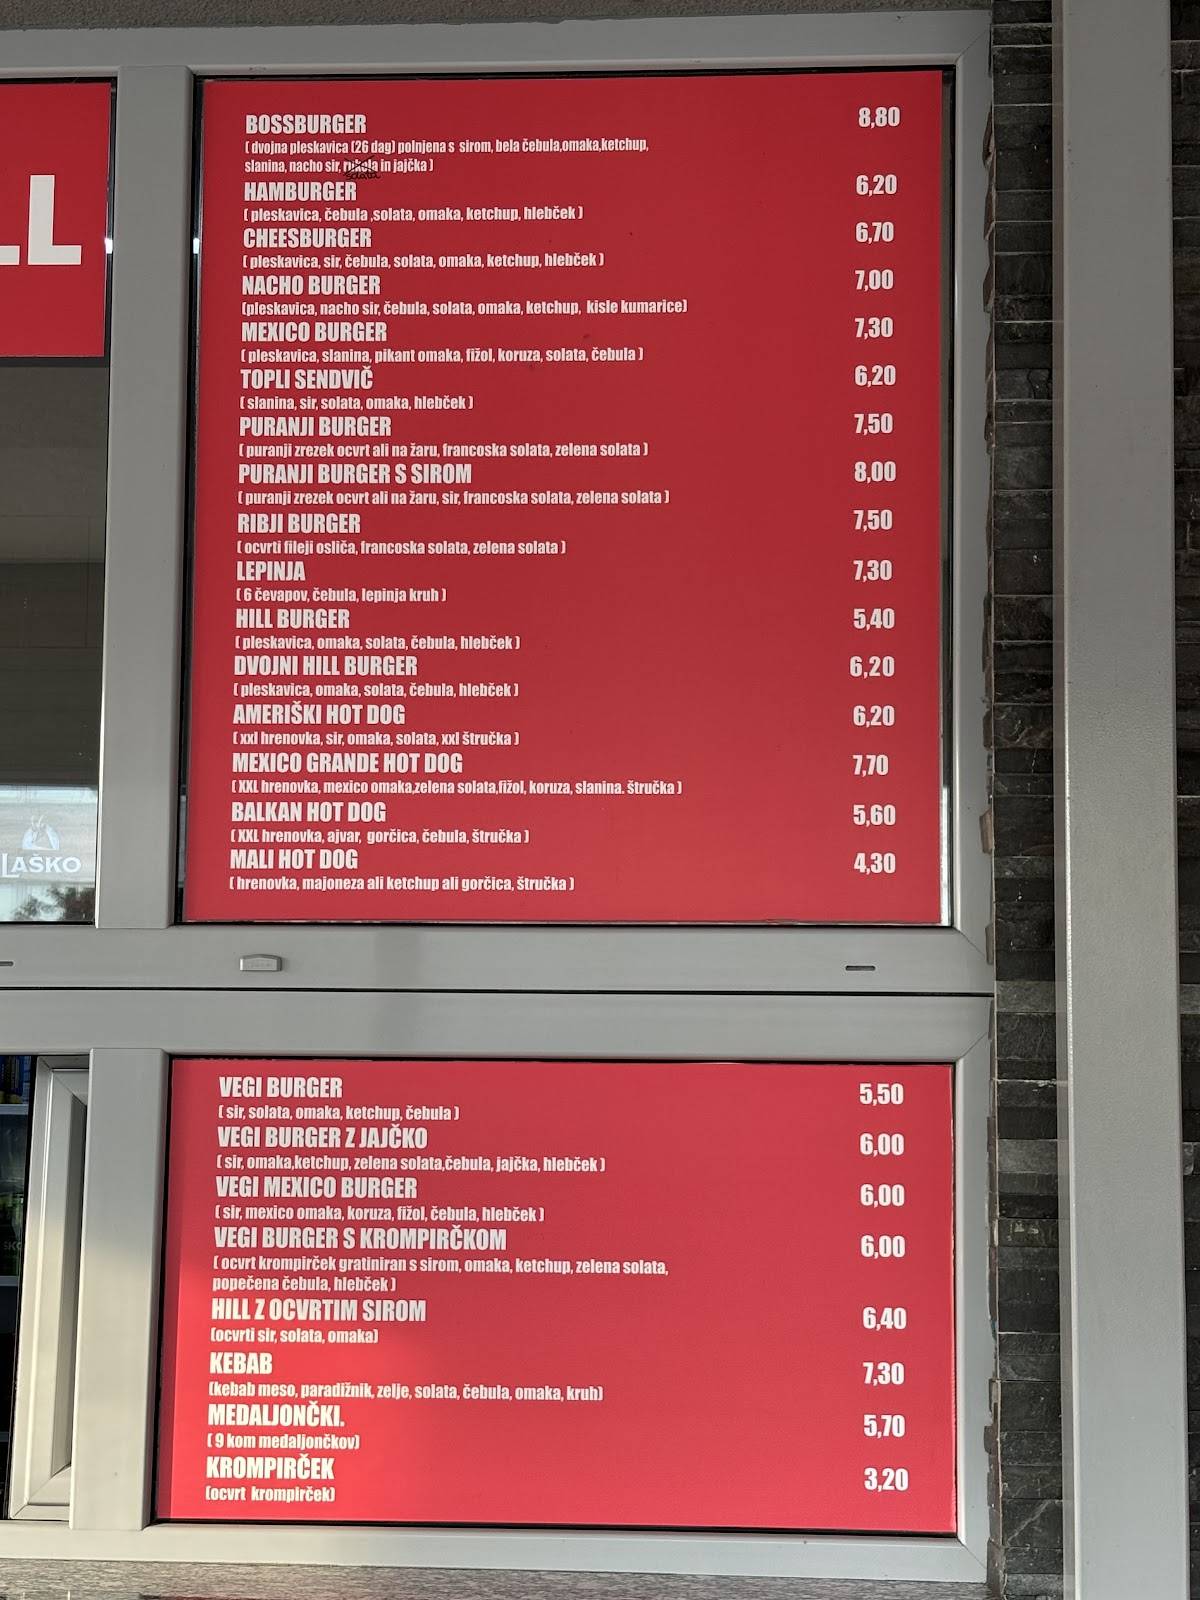 LL
BOSSBURGER 8,80
( dvojna pleskavica (26 dag) polnjena s sirom, bela čebula,omaka,ketchup,
slanina, nacho sir, rukola in jajčka )
solata
HAMBURGER 6,20
( pleskavica, čebula ,solata, omaka, ketchup, hlebček )
CHEESBURGER 6,70
( pleskavica, sir, čebula, solata, omaka, ketchup, hlebček )
NACHO BURGER 7,00
(pleskavica, nacho sir, čebula, solata, omaka, ketchup, kisle kumarice)
MEXICO BURGER 7,30
( pleskavica, slanina, pikant omaka, fižol, koruza, solata, čebula )
TOPLI SENDVIČ 6,20
( slanina, sir, solata, omaka, hlebček )
PURANJI BURGER 7,50
( puranji zrezek ocvrt ali na žaru, francoska solata, zelena solata )
PURANJI BURGER S SIROM 8,00
( puranji zrezek ocvrt ali na žaru, sir, francoska solata, zelena solata )
RIBJI BURGER 7,50
( ocvrti fileji osliča, francoska solata, zelena solata )
LEPINJA 7,30
( 6 čevapov, čebula, lepinja kruh )
HILL BURGER 5,40
( pleskavica, omaka, solata, čebula, hlebček )
DVOJNI HILL BURGER 6,20
( pleskavica, omaka, solata, čebula, hlebček )
AMERIŠKI HOT DOG 6,20
( xxl hrenovka, sir, omaka, solata, xxl štručka )
MEXICO GRANDE HOT DOG 7,70
( XXL hrenovka, mexico omaka,zelena solata,fižol, koruza, slanina. štručka )
BALKAN HOT DOG 5,60
( XXL hrenovka, ajvar, gorčica, čebula, štručka )
MALI HOT DOG 4,30
( hrenovka, majoneza ali ketchup ali gorčica, štručka )
LAŠKO
VEGI BURGER 5,50
( sir, solata, omaka, ketchup, čebula )
VEGI BURGER Z JAJČKO 6,00
( sir, omaka,ketchup, zelena solata,čebula, jajčka, hlebček )
VEGI MEXICO BURGER 6,00
( sir, mexico omaka, koruza, fižol, čebula, hlebček )
VEGI BURGER S KROMPIRČKOM 6,00
( ocvrt krompirček gratiniran s sirom, omaka, ketchup, zelena solata,
popečena čebula, hlebček )
HILL Z OCVRTIM SIROM 6,40
(ocvrti sir, solata, omaka)
KEBAB 7,30
(kebab meso, paradižnik, zelje, solata, čebula, omaka, kruh)
MEDALJONČKI. 5,70
( 9 kom medaljončkov)
KROMPIRČEK 3,20
(ocvrt krompirček)